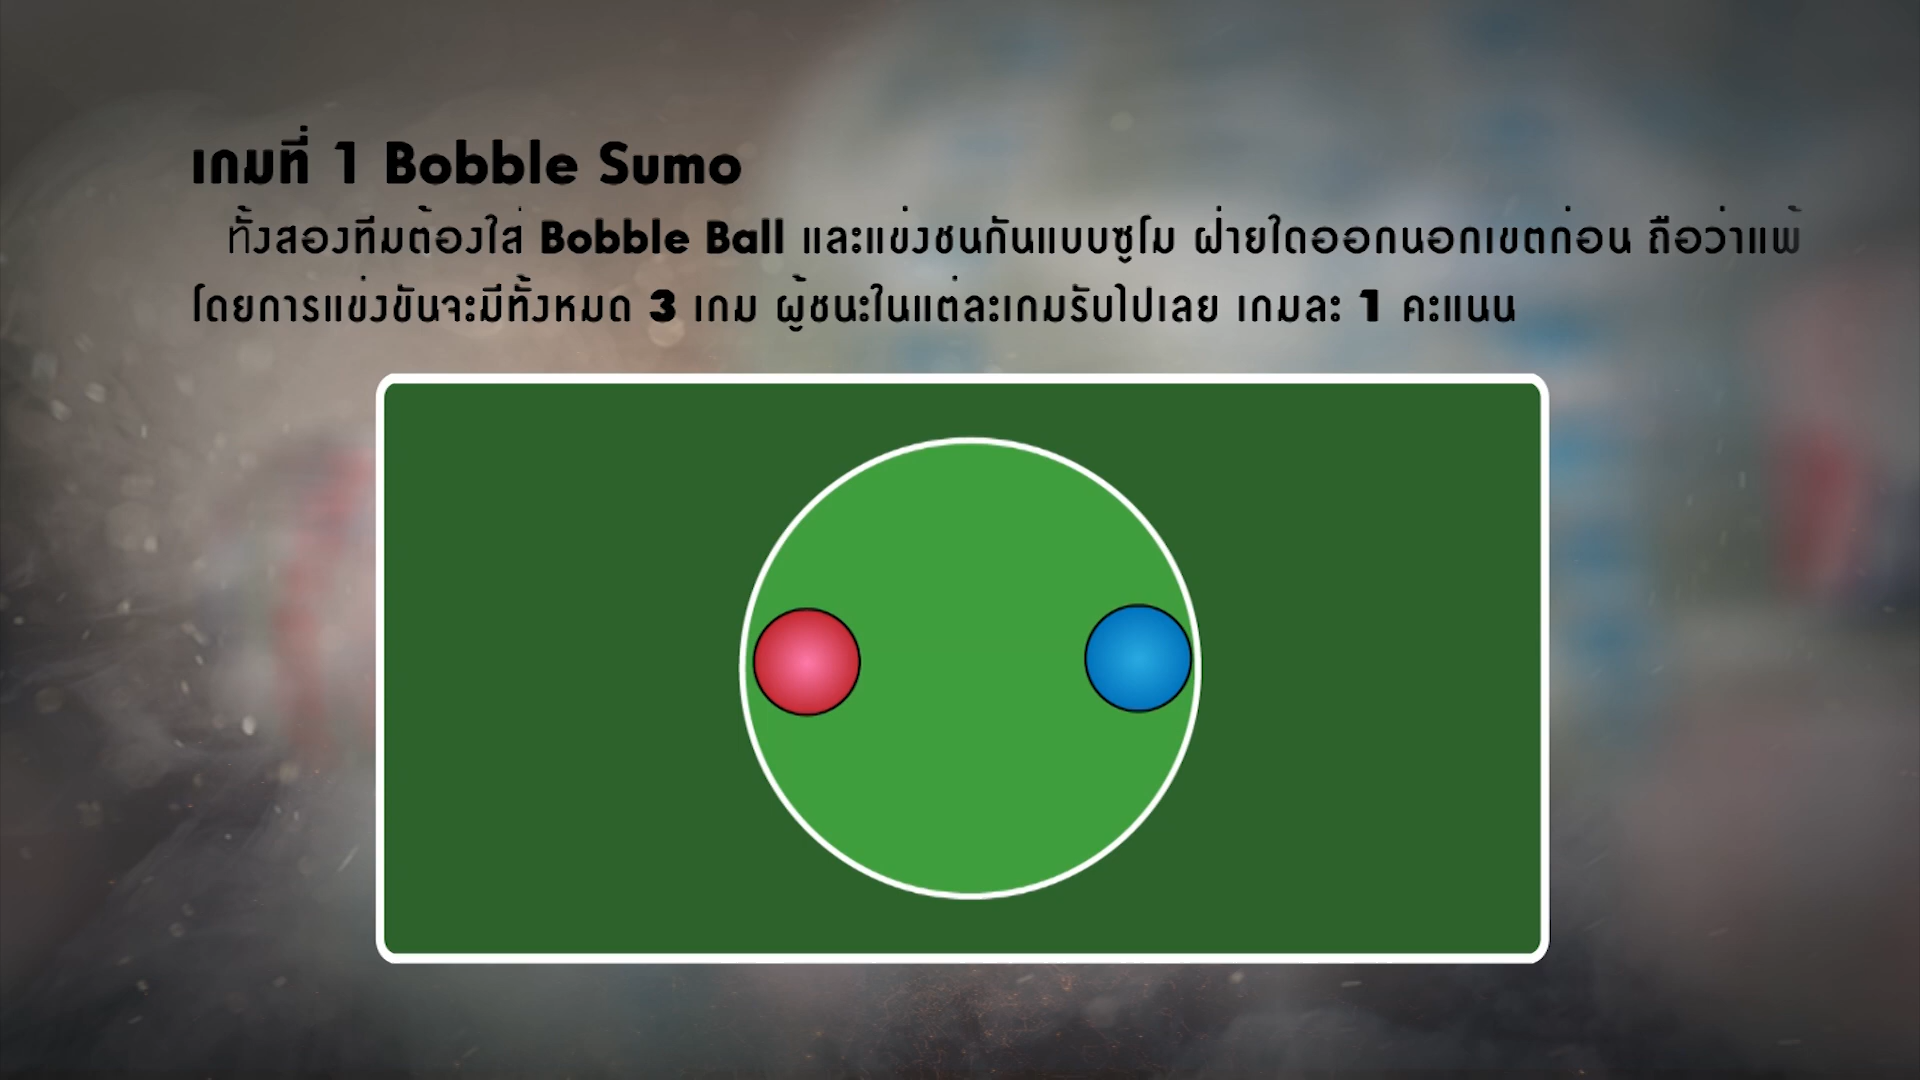 เกมที่ 1 Bobble Sumo
ทั้งสองทีมต้องใส่ Bobble Ball และแข่งชนกันแบบซูโม ฝ่ายใดออกนอกเขตก่อน ถือว่าแพ้
โดยการแข่งขันจะมีทั้งหมด 3 เกม ผู้ชนะในแต่ละเกมรับไปเลย เกมละ 1 คะแนน